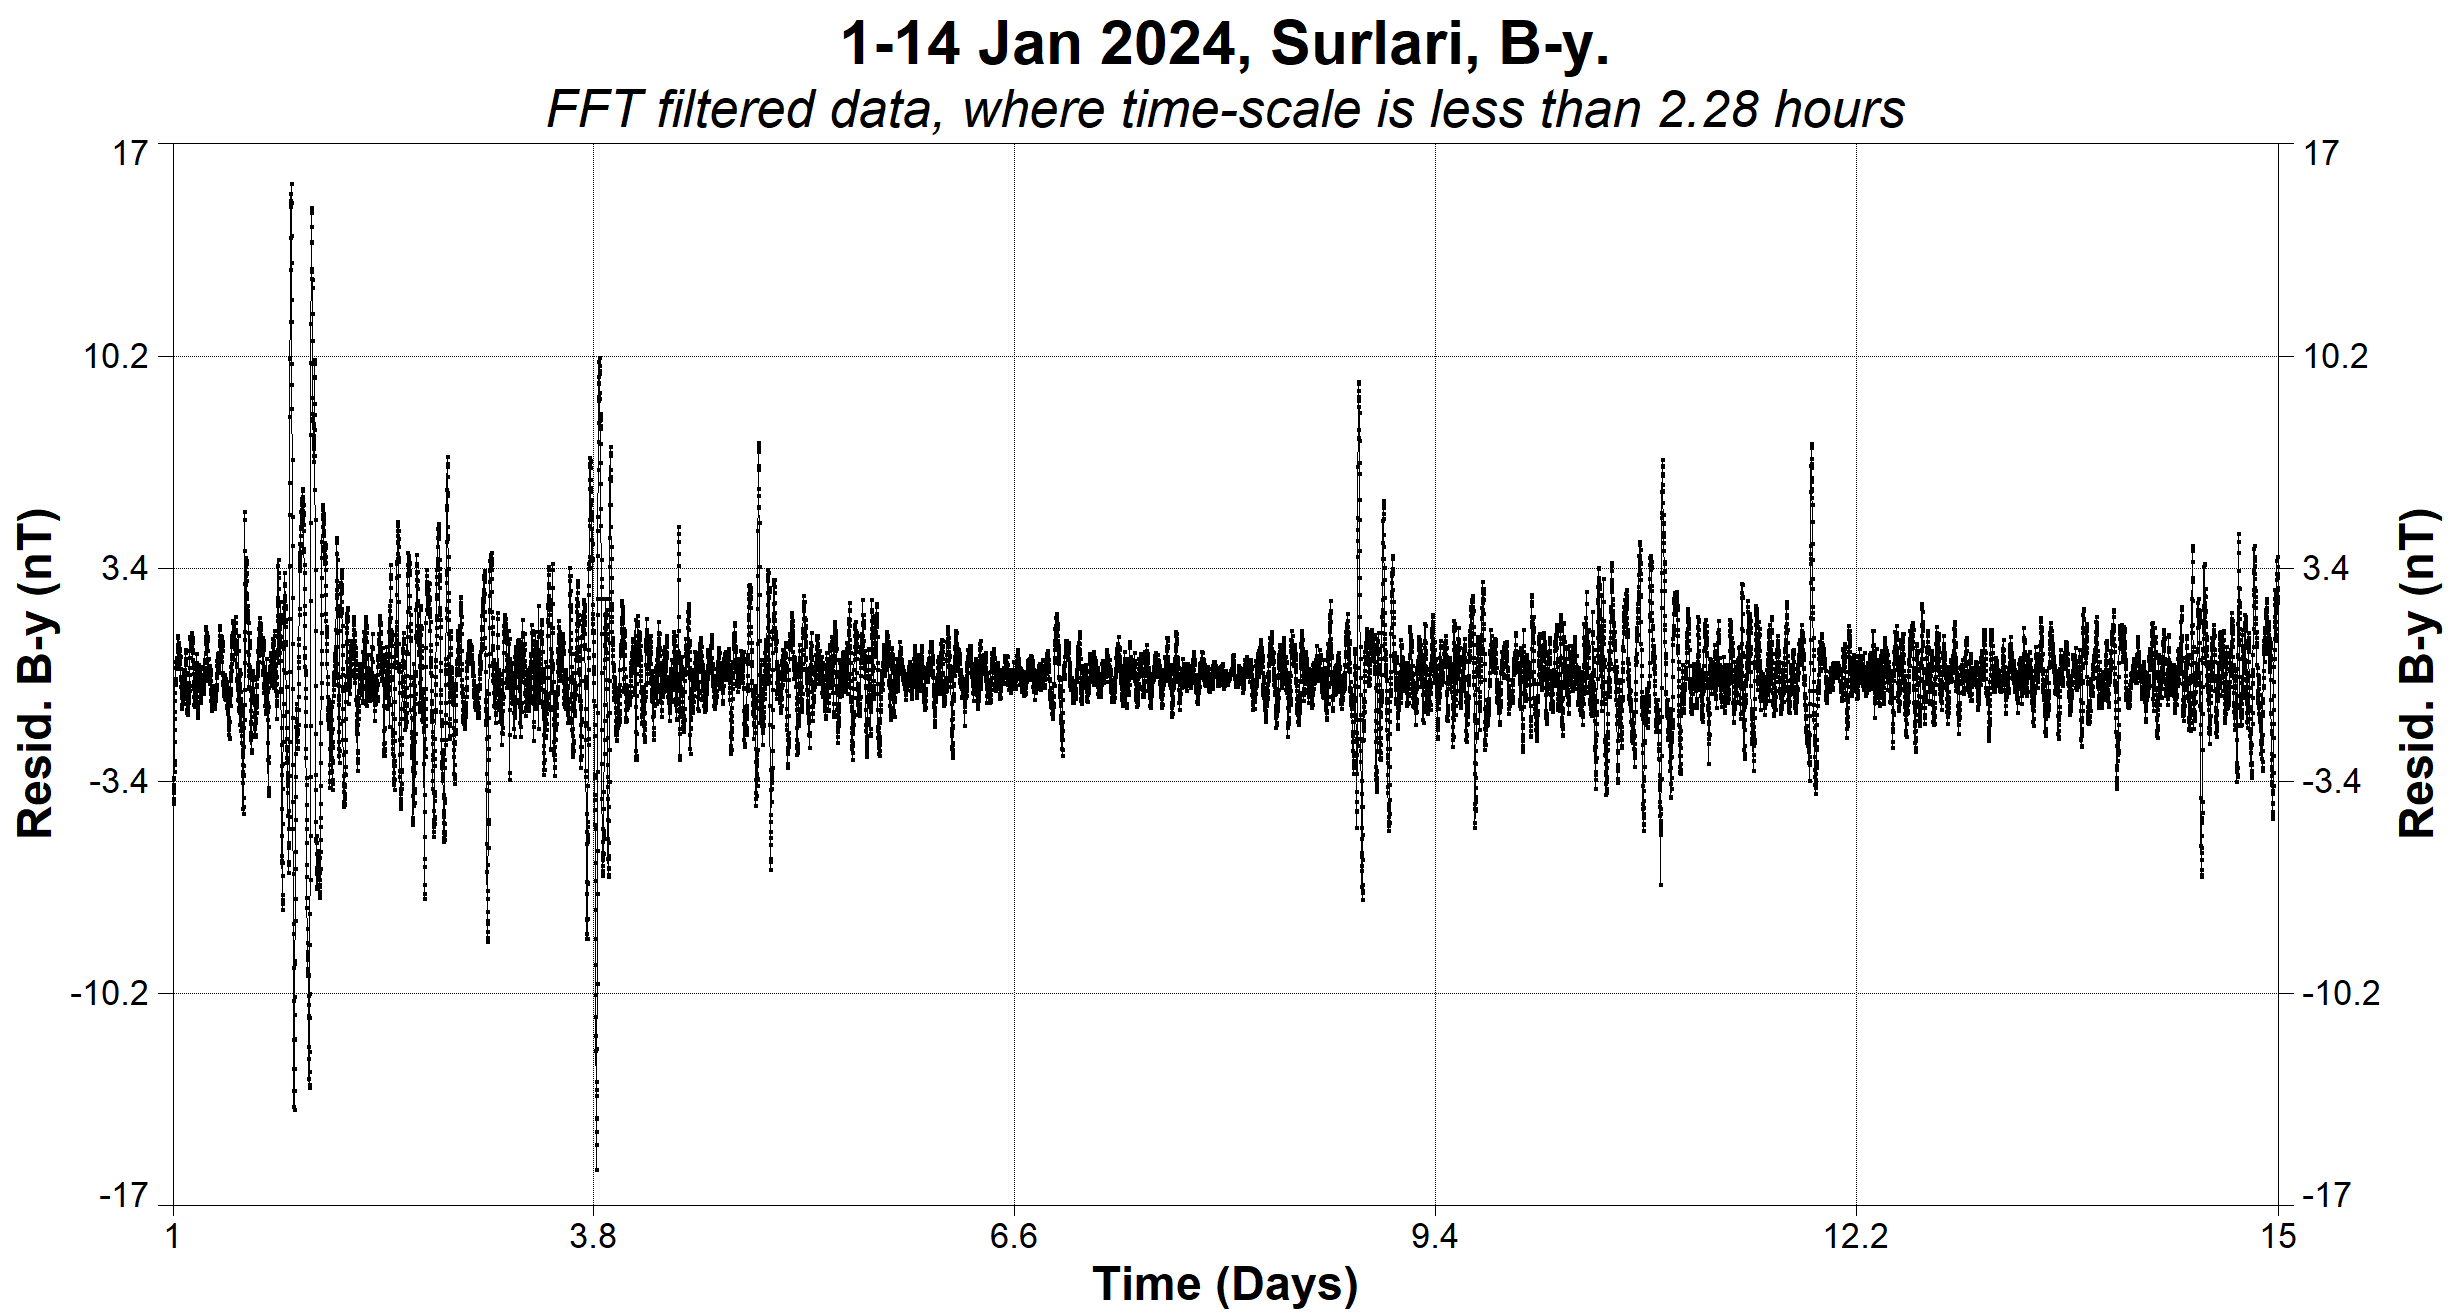 1-14 Jan 2024, Surlari, B-y.
FFT filtered data, where time-scale is less than 2.28 hours
17
10.2
3.4
-3.4
-10.2
-17
Resid. B-y (nT)
17
10.2
3.4
-3.4
-10.2
-17
Resid. B-y (nT)
1 3.8 6.6 9.4 12.2 15
Time (Days)